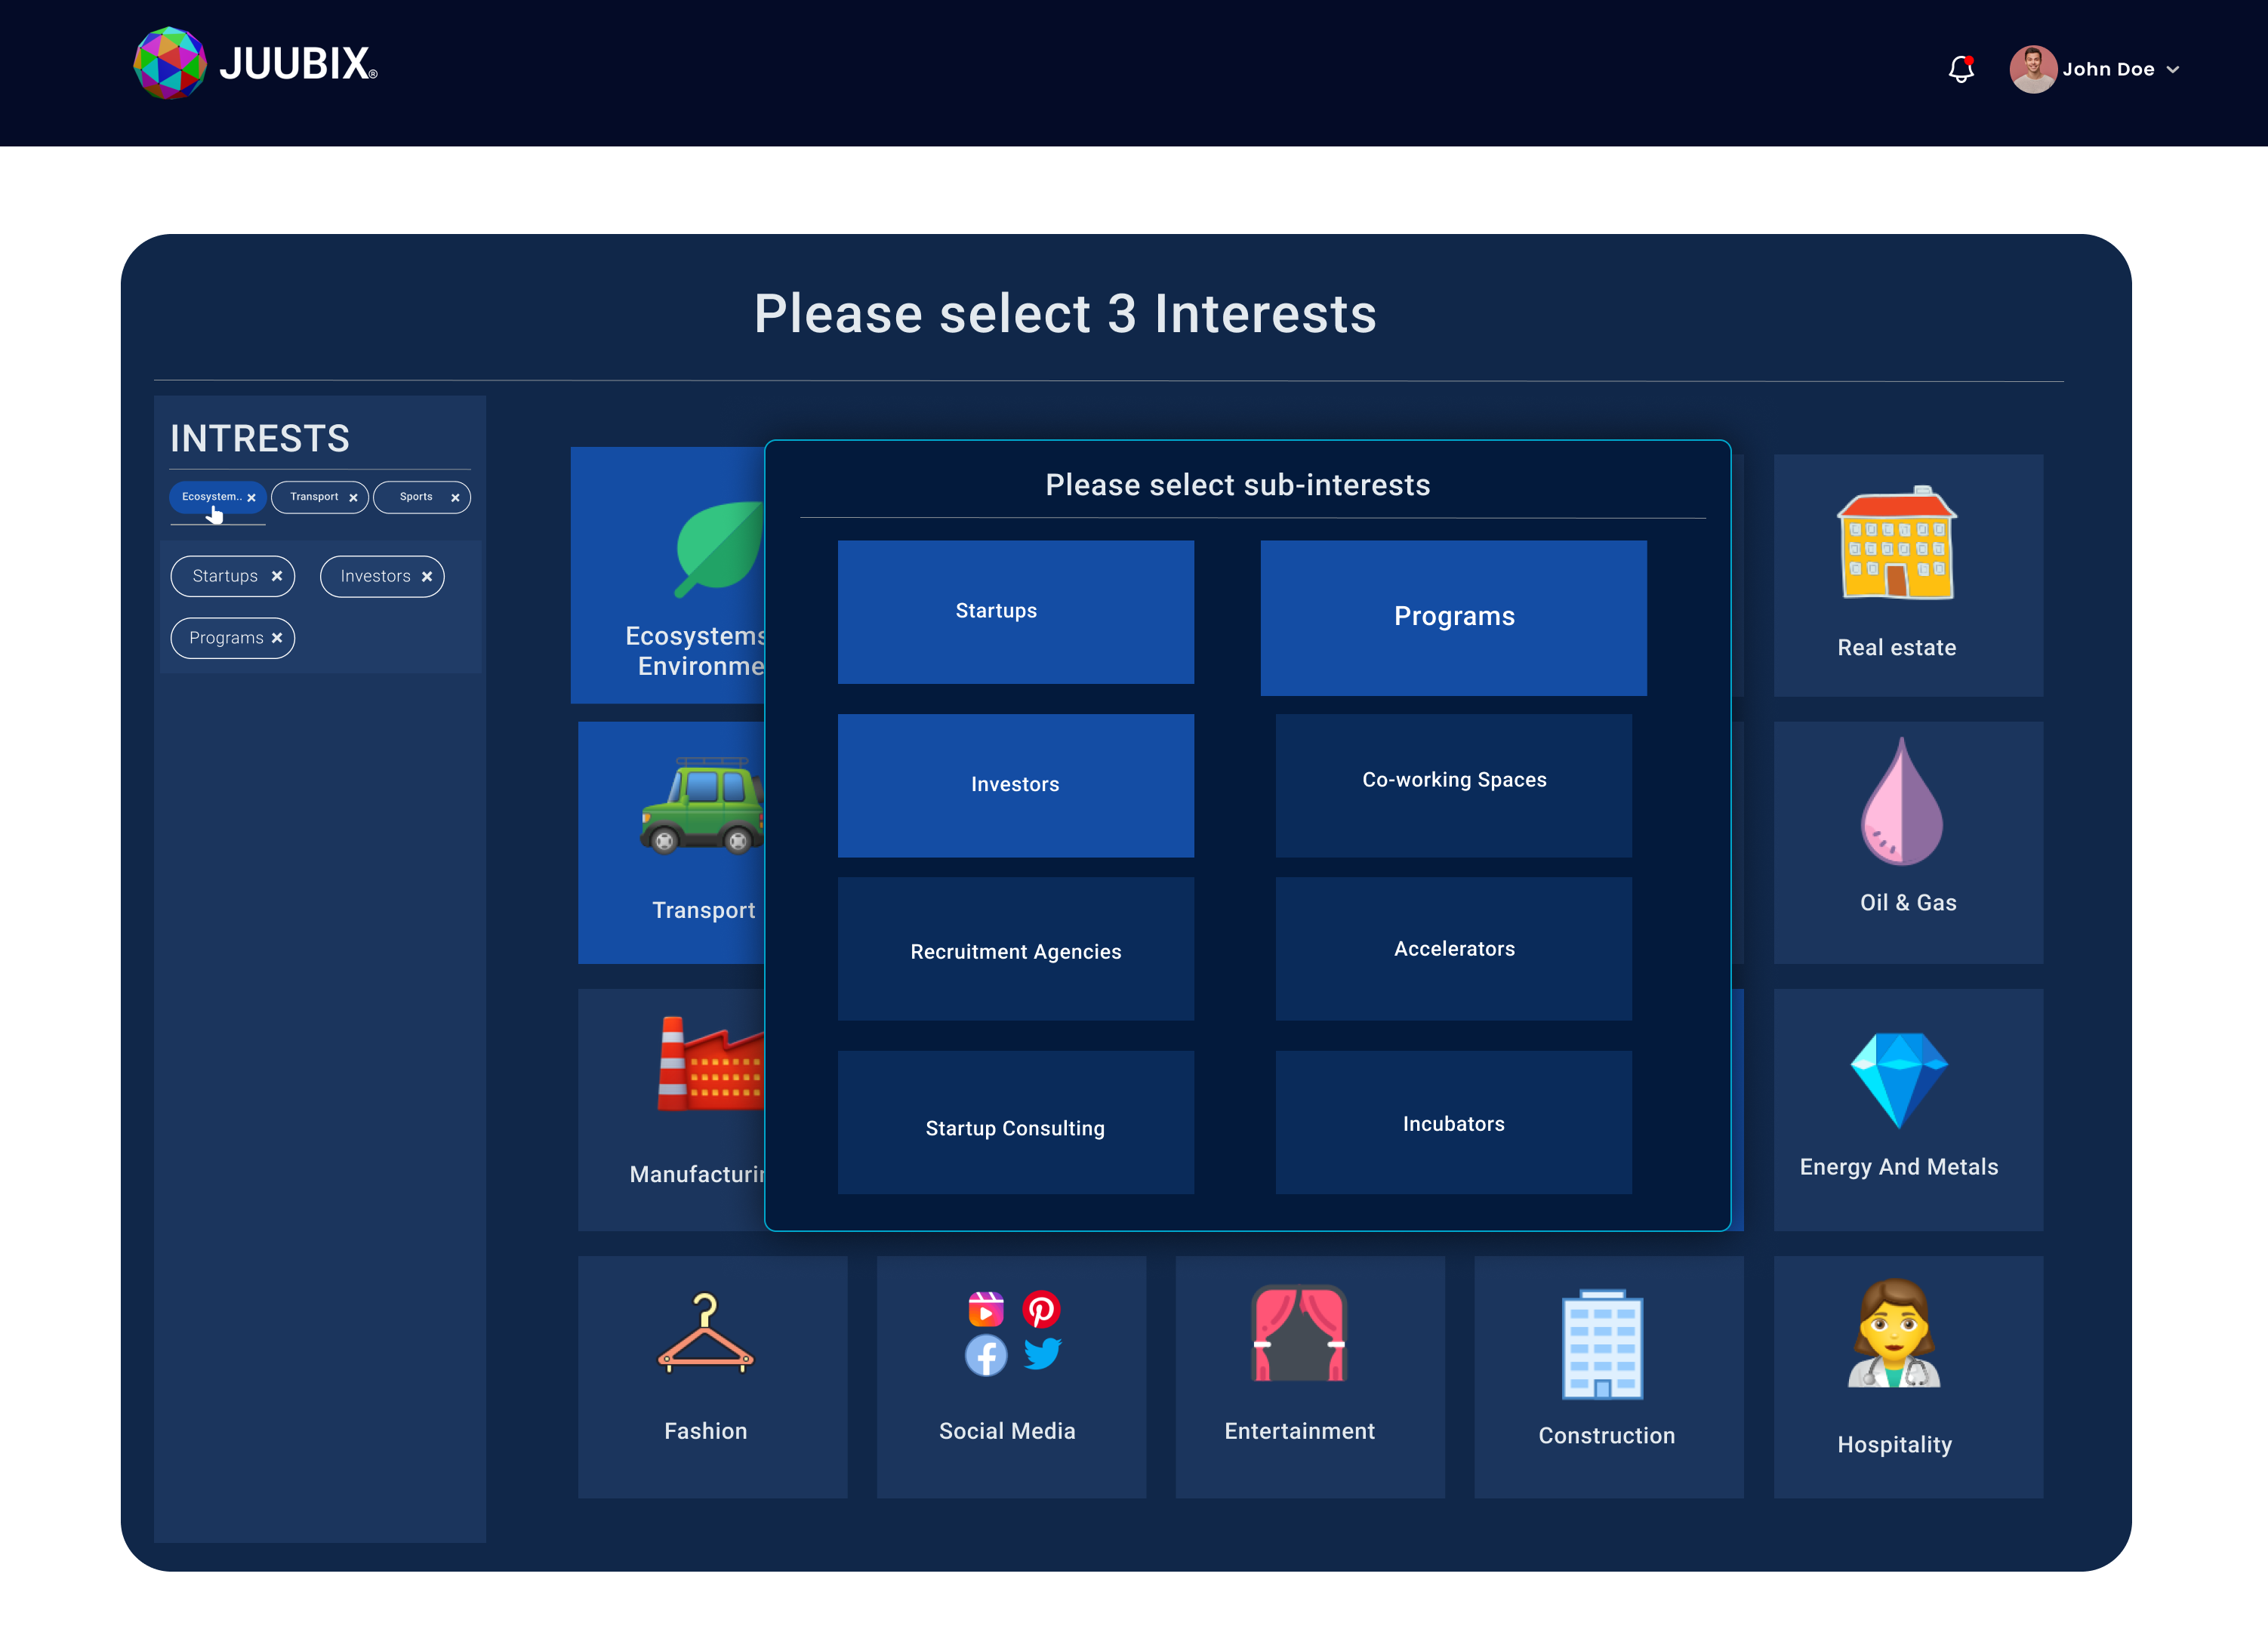 JUUBIX®
John Doe
Please select 3 Interests
INTRESTS
Ecosystem..
Transport
Sports
Startups
Investors
Programs
Please select sub-interests
Startups
Programs
Investors
Co-working Spaces
Recruitment Agencies
Accelerators
Startup Consulting
Incubators
Ecosystems
Environme
Real estate
Transport
Oil & Gas
Manufacturin
Energy And Metals
Fashion
Social Media
Entertainment
Construction
Hospitality